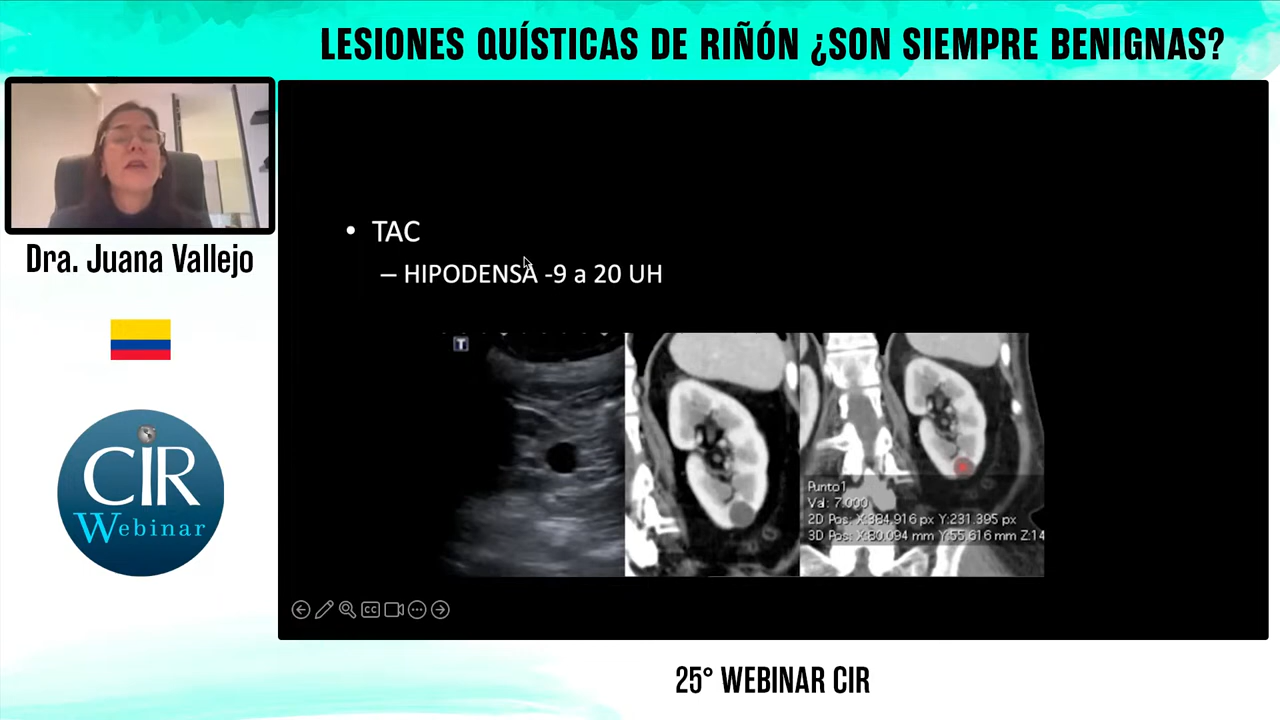 LESIONES QUÍSTICAS DE RIÑÓN ¿SON SIEMPRE BENIGNAS?
Dra. Juana Vallejo
CIR
Webinar
• TAC
– HIPODENSA -9 a 20 UH
T
Punto1
Val: 7.000
2D Pos: X:384.916 px Y:231.395 px
3D Pos: X:80.094 mm Y:55.616 mm Z:14
CC
25° WEBINAR CIR